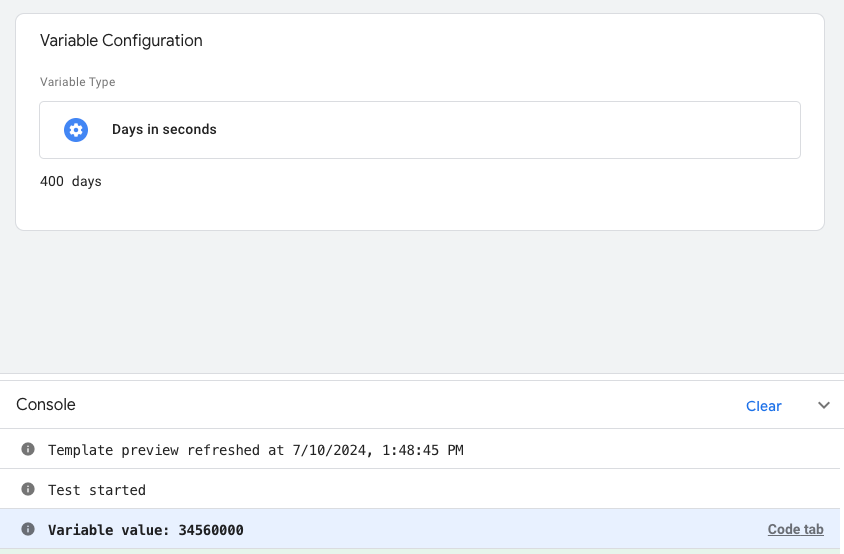 Variable Configuration
Variable Type
Days in seconds
400 days
Console
Clear
Template preview refreshed at 7/10/2024, 1:48:45 PM
Test started
Variable value: 34560000
Code tab